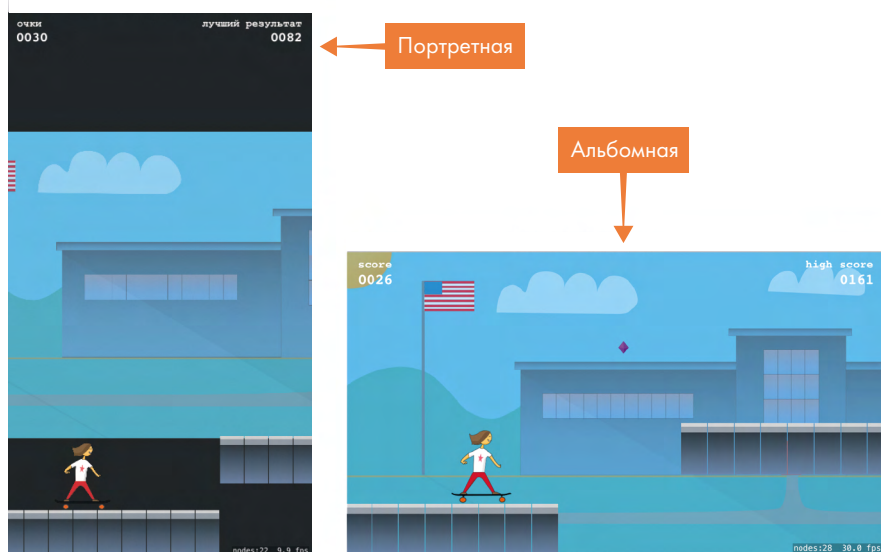 очки
0030
лучший результат
0082
Портретная
Альбомная
score
0026
high score
0161
nodes:22 9.9 fps
nodes:28 30.0 fps